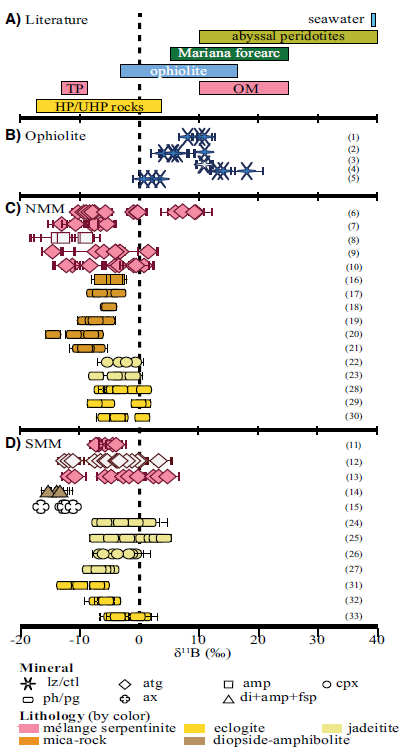 A) Literature
seawater
abyssal peridotites
Mariana forearc
ophiolite
TP
OM
HP/UHP rocks
B) Ophiolite
(1)
(2)
(3)
(4)
(5)
C) NMM
(6)
(7)
(8)
(9)
(10)
(16)
(17)
(18)
(19)
(20)
(21)
(22)
(23)
(28)
(29)
(30)
D) SMM
(11)
(12)
(13)
(14)
(15)
(24)
(25)
(26)
(27)
(31)
(32)
(33)
-20 -10 0 10 20 30 40
δ¹¹B (‰)
Mineral
lz/ctl atg amp cpx
ph/pg ax di+amp+fsp
Lithology (by color)
mélange serpentinite eclogite jadeitite
mica-rock diopside-amphibolite